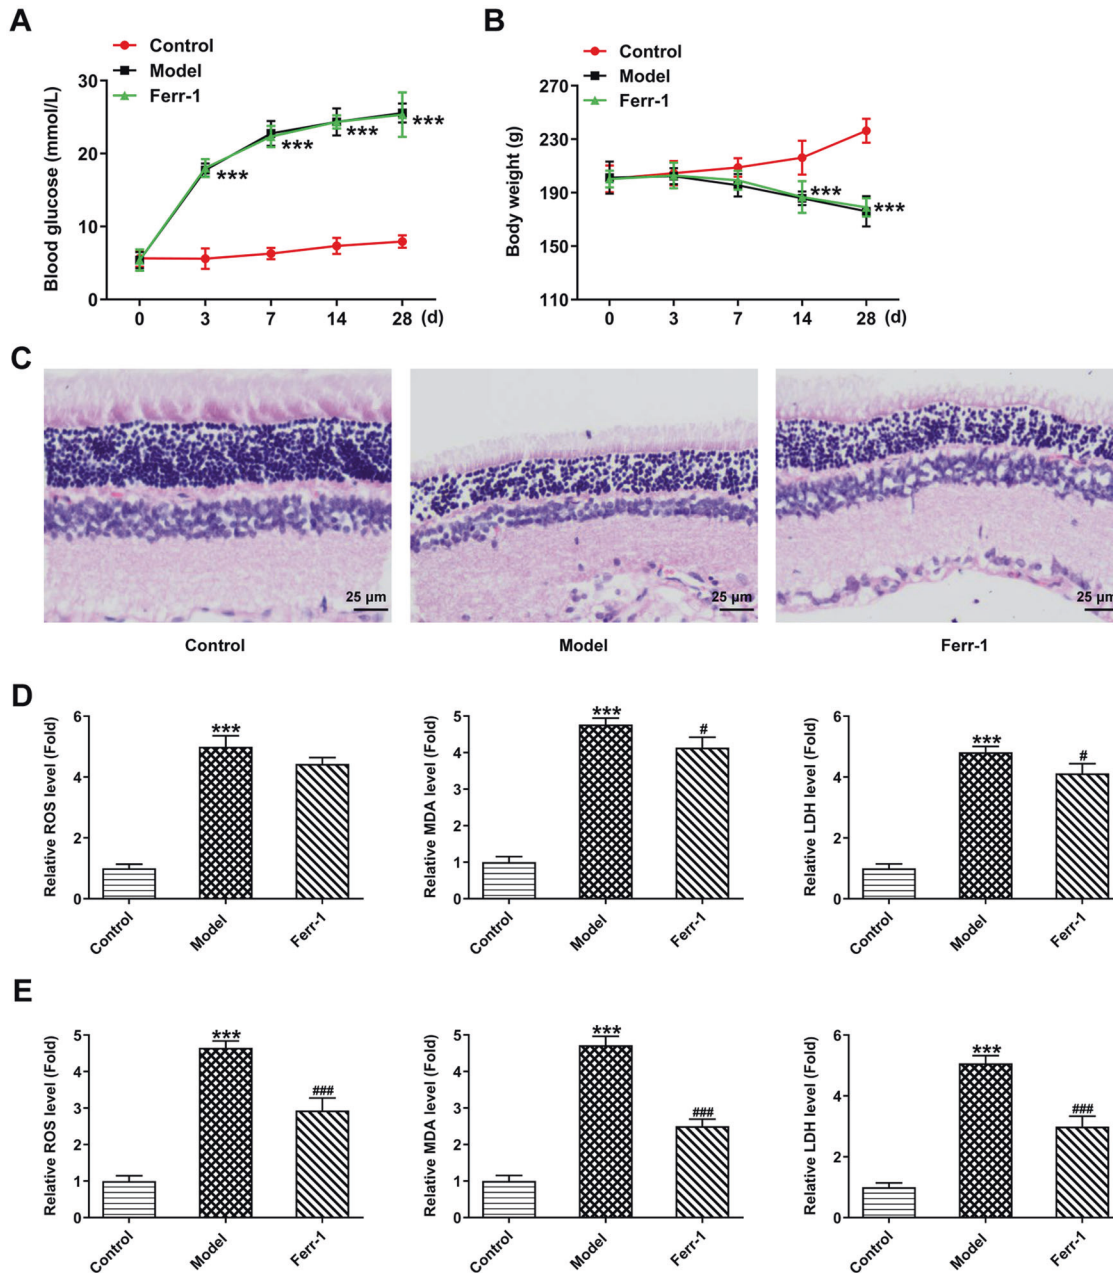 A
Control
Model
Ferr-1
Blood glucose (mmol/L)
30
20
10
0
***
***
***
***
0 3 7 14 28 (d)
B
Control
Model
Ferr-1
Body weight (g)
270
230
190
150
110
***
***
0 3 7 14 28 (d)
C
25 μm
25 μm
25 μm
Control
Model
Ferr-1
D
Relative ROS level (Fold)
6
4
2
0
***
Control
Model
Ferr-1
Relative MDA level (Fold)
5
4
3
2
1
0
***
#
Control
Model
Ferr-1
Relative LDH level (Fold)
6
4
2
0
***
#
Control
Model
Ferr-1
E
Relative ROS level (Fold)
5
4
3
2
1
0
***
###
Control
Model
Ferr-1
Relative MDA level (Fold)
5
4
3
2
1
0
***
###
Control
Model
Ferr-1
Relative LDH level (Fold)
6
4
2
0
***
###
Control
Model
Ferr-1